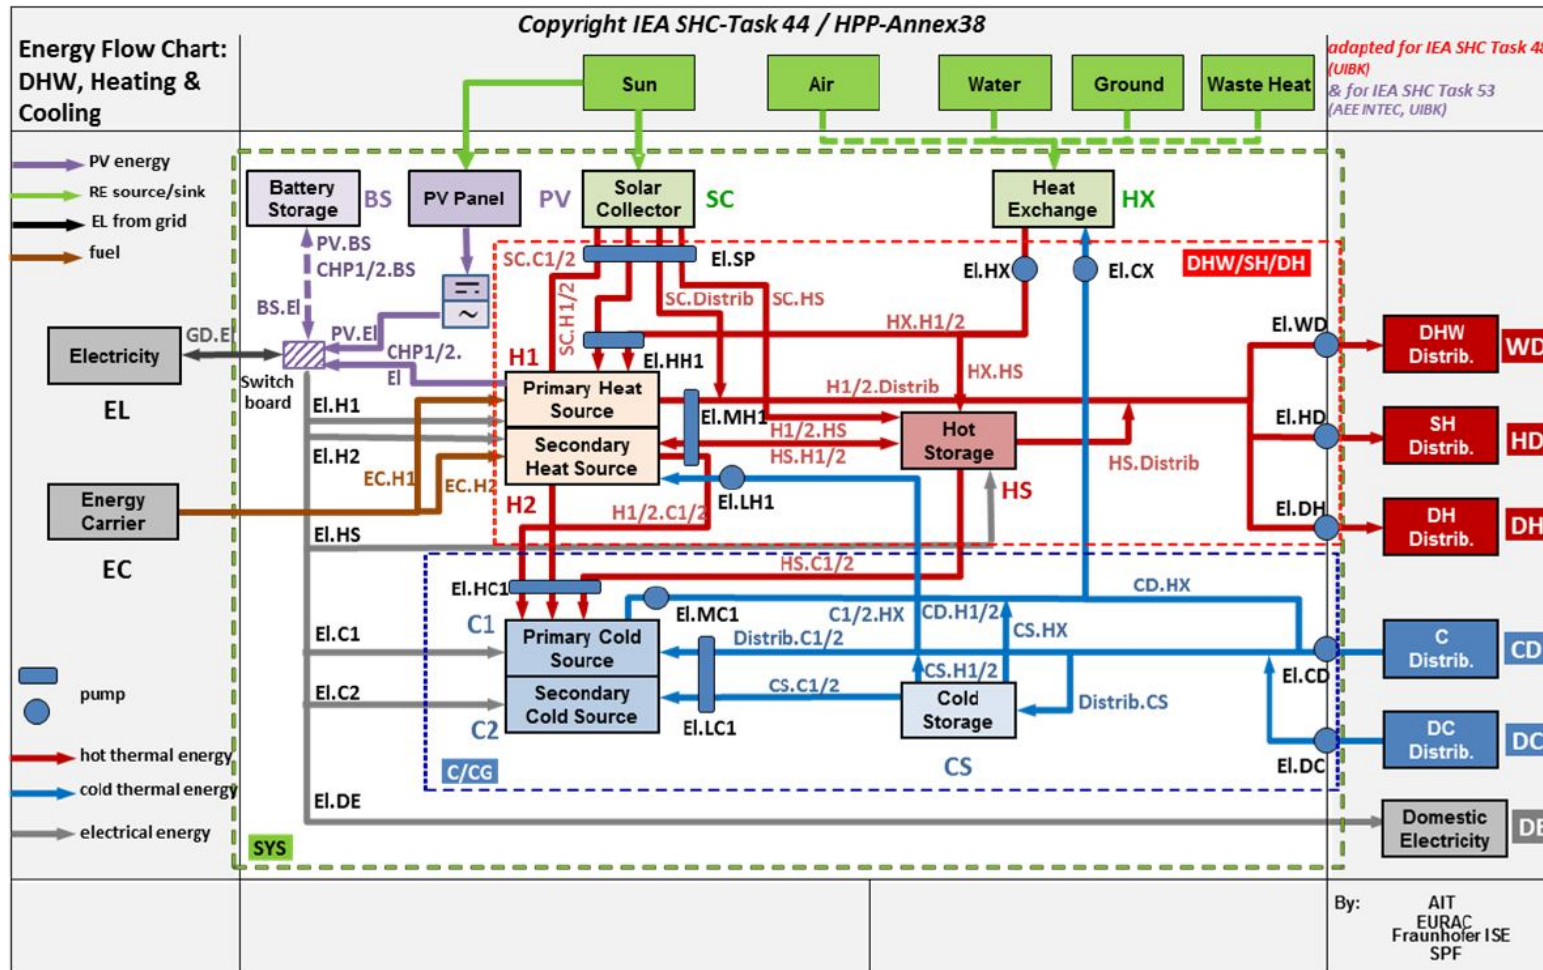 Copyright IEA SHC-Task 44 / HPP-Annex38
Energy Flow Chart:
DHW, Heating &
Cooling
adapted for IEA SHC Task 48
(UIBK)
& for IEA SHC Task 53
(AEE INTEC, UIBK)
Sun
Air
Water
Ground
Waste Heat
PV energy
RE source/sink
EL from grid
fuel
Battery
Storage
BS
PV Panel
PV
Solar
Collector
SC
Heat
Exchange
HX
PV.BS
CHP1/2.BS
BS.El
SC.C1/2
El.SP
El.HX
El.CX
DHW/SH/DH
SC.H1/2
SC.Distrib
SC.HS
HX.H1/2
El.WD
DHW
Distrib.
WD
Electricity
EL
GD.El
PV.El
CHP1/2.
El
Switch
board
H1
El.HH1
HX.HS
Primary Heat
Source
H1/2.Distrib
El.H1
El.H2
El.MH1
H1/2.HS
HS.H1/2
Hot
Storage
HS
HS.Distrib
El.HD
SH
Distrib.
HD
Secondary
Heat Source
H2
EC.H1
EC.H2
El.LH1
Energy
Carrier
EC
H1/2.C1/2
El.HS
El.DH
DH
Distrib.
DH
HS.C1/2
El.HC1
El.MC1
C1/2.HX
CD.H1/2
CD.HX
CS.HX
C1
El.C1
Primary Cold
Source
Distrib.C1/2
CS.H1/2
El.CD
C
Distrib.
CD
El.C2
Secondary
Cold Source
C2
CS.C1/2
El.LC1
Cold
Storage
CS
Distrib.CS
El.DC
DC
Distrib.
DC
C/CG
pump
hot thermal energy
cold thermal energy
electrical energy
El.DE
Domestic
Electricity
DE
SYS
By:
AIT
EURAC
Fraunhofer ISE
SPF